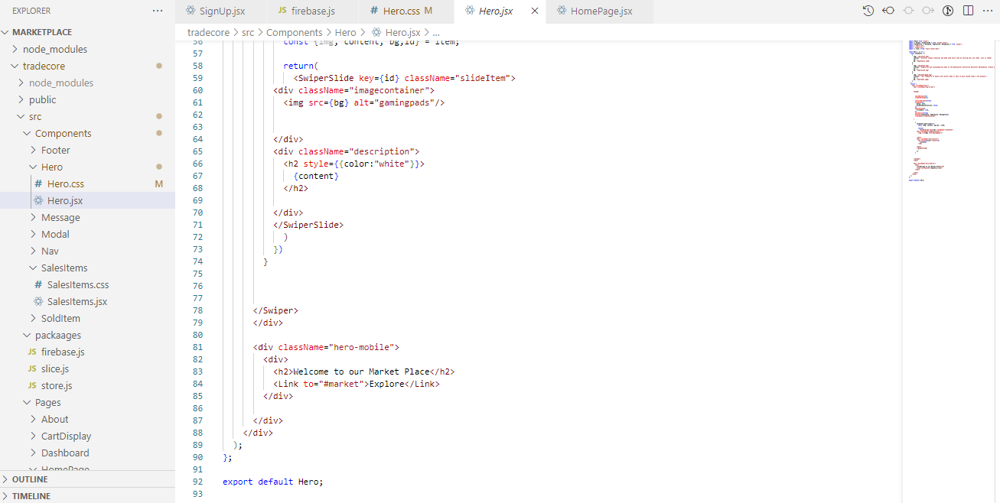 EXPLORER
···
SignUp.jsx
JS firebase.js
# Hero.css M
Hero.jsx ×
HomePage.jsx
···
MARKETPLACE
node_modules
tradecore
node_modules
public
src
Components
Footer
Hero
# Hero.css M
Hero.jsx
Message
Modal
Nav
SalesItems
# SalesItems.css
SalesItems.jsx
SoldItem
packaages
JS firebase.js
JS slice.js
JS store.js
Pages
About
CartDisplay
Dashboard
HomePage
OUTLINE
TIMELINE
tradecore > src > Components > Hero > Hero.jsx > ...
56 const {img, content, bg,id} = item;
57
58 return(
59 <SwiperSlide key={id} className="slideItem">
60 <div className="imagecontainer">
61 <img src={bg} alt="gamingpads"/>
62
63
64 </div>
65 <div className="description">
66 <h2 style={{color:"white"}}>
67 {content}
68 </h2>
69
70 </div>
71 </SwiperSlide>
72 )
73 })
74 }
75
76
77
78 </Swiper>
79 </div>
80
81 <div className="hero-mobile">
82 <div>
83 <h2>Welcome to our Market Place</h2>
84 <Link to="#market">Explore</Link>
85 </div>
86
87 </div>
88 </div>
89 );
90 };
91
92 export default Hero;
93